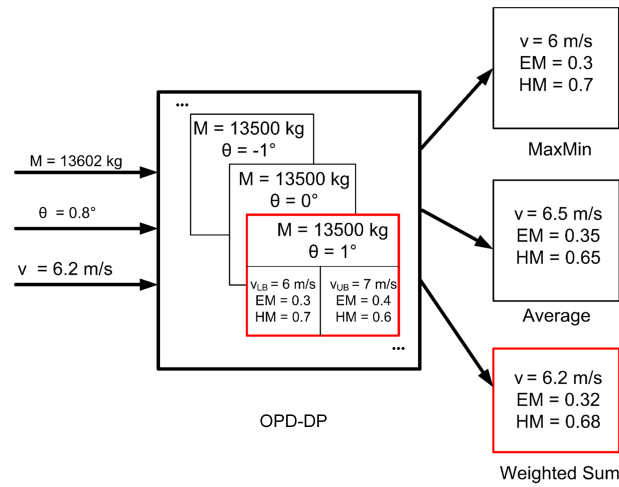 M = 13602 kg
θ = 0.8°
v = 6.2 m/s
...
M = 13500 kg
θ = -1°
M = 13500 kg
θ = 0°
M = 13500 kg
θ = 1°
vLB = 6 m/s
EM = 0.3
HM = 0.7
vUB = 7 m/s
EM = 0.4
HM = 0.6
...
OPD-DP
v = 6 m/s
EM = 0.3
HM = 0.7
MaxMin
v = 6.5 m/s
EM = 0.35
HM = 0.65
Average
v = 6.2 m/s
EM = 0.32
HM = 0.68
Weighted Sum